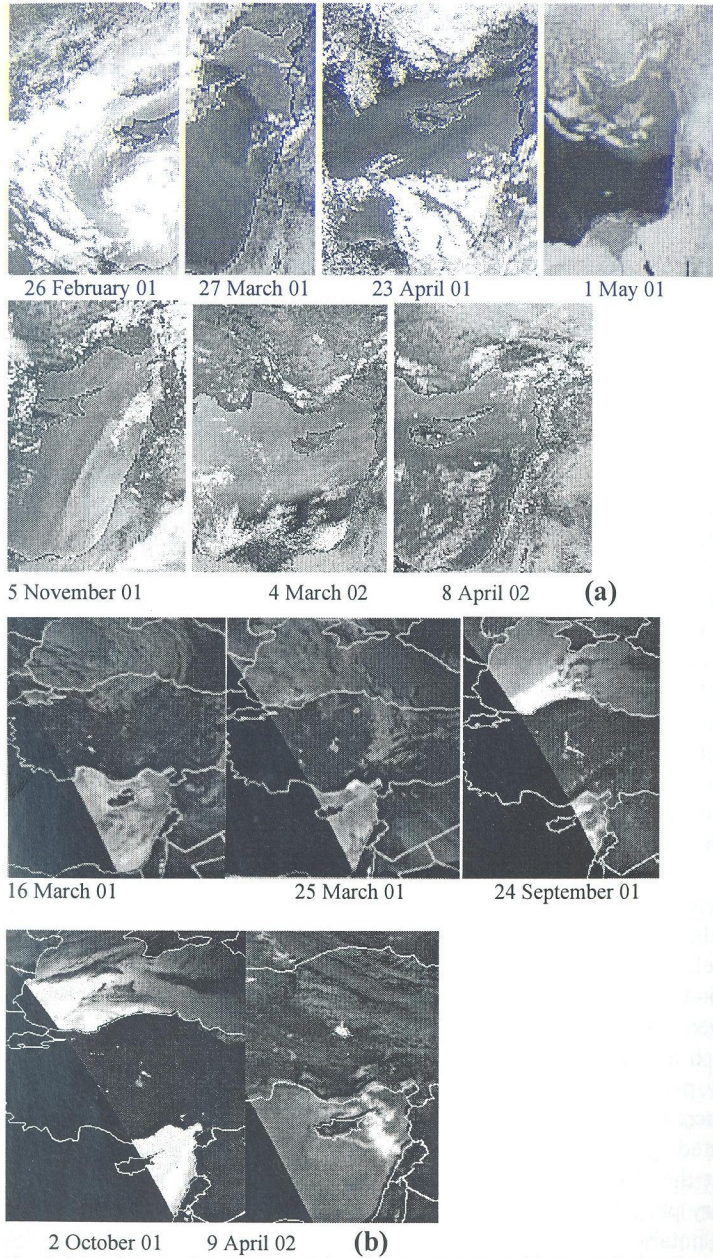 26 February 01 27 March 01 23 April 01 1 May 01
5 November 01 4 March 02 8 April 02 (a)
16 March 01 25 March 01 24 September 01
2 October 01 9 April 02 (b)